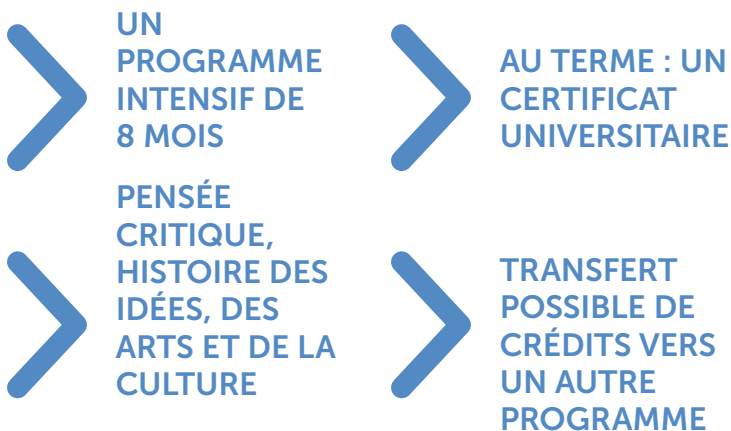 UN
PROGRAMME
INTENSIF DE
8 MOIS
AU TERME : UN
CERTIFICAT
UNIVERSITAIRE
PENSÉE
CRITIQUE,
HISTOIRE DES
IDÉES, DES
ARTS ET DE LA
CULTURE
TRANSFERT
POSSIBLE DE
CRÉDITS VERS
UN AUTRE
PROGRAMME